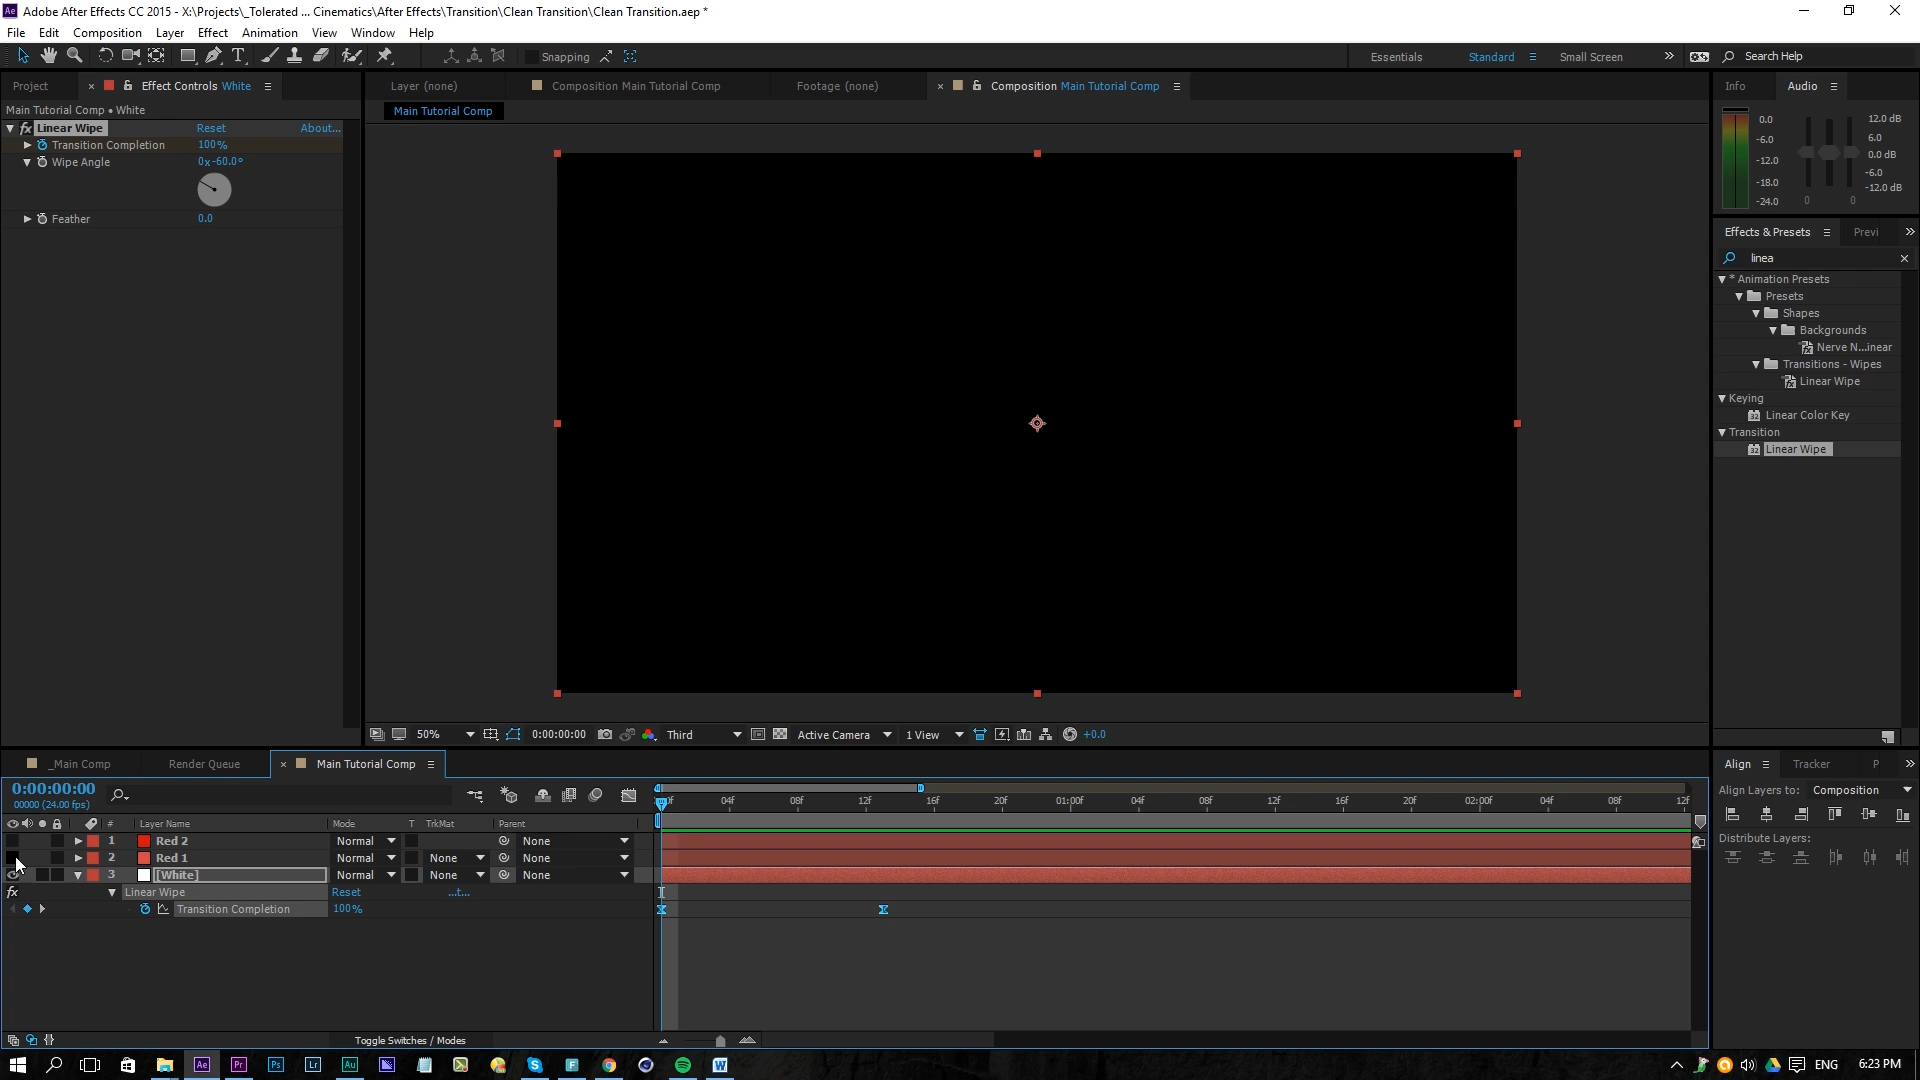 Adobe After Effects CC 2015 - X:\Projects\_Tolerated ... Cinematics\After Effects\Transition\Clean Transition\Clean Transition.aep *
File Edit Composition Layer Effect Animation View Window Help
Snapping Essentials Standard Small Screen Search Help
Project Effect Controls White Layer (none) Composition Main Tutorial Comp Footage (none) Composition Main Tutorial Comp Info Audio
Main Tutorial Comp • White
Main Tutorial Comp
fx Linear Wipe Reset About...
Transition Completion 100%
Wipe Angle 0x-60.0°
Feather 0.0
0.0 12.0 dB
-6.0 6.0
-12.0 0.0 dB
-18.0 -6.0
-24.0 -12.0 dB
0 0
Effects & Presets Previ
linea
* Animation Presets
Presets
Shapes
Backgrounds
Nerve N...inear
Transitions - Wipes
Linear Wipe
Keying
32 Linear Color Key
Transition
32 Linear Wipe
50% 0:00:00:00 Third Active Camera 1 View +0.0
_Main Comp Render Queue Main Tutorial Comp
0:00:00:00
00000 (24.00 fps)
04f 08f 12f 16f 20f 01:00f 04f 08f 12f 16f 20f 02:00f 04f 08f 12f
# Layer Name Mode T TrkMat Parent
1 Red 2 Normal None
2 Red 1 Normal None None
3 [White] Normal None None
fx Linear Wipe Reset ...t...
Transition Completion 100%
Toggle Switches / Modes
Align Tracker P
Align Layers to: Composition
Distribute Layers:
Ae Pr Ps Lr Au ENG 6:23 PM